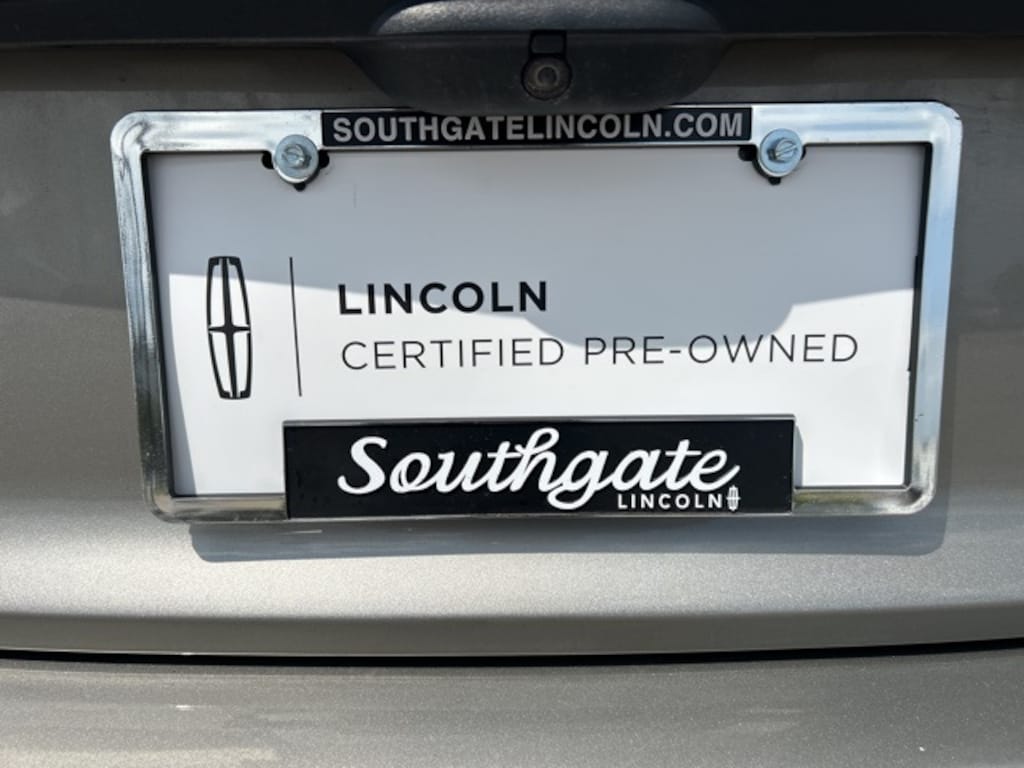 SOUTHGATELINCOLN.COM
LINCOLN
CERTIFIED PRE-OWNED
Southgate
LINCOLN